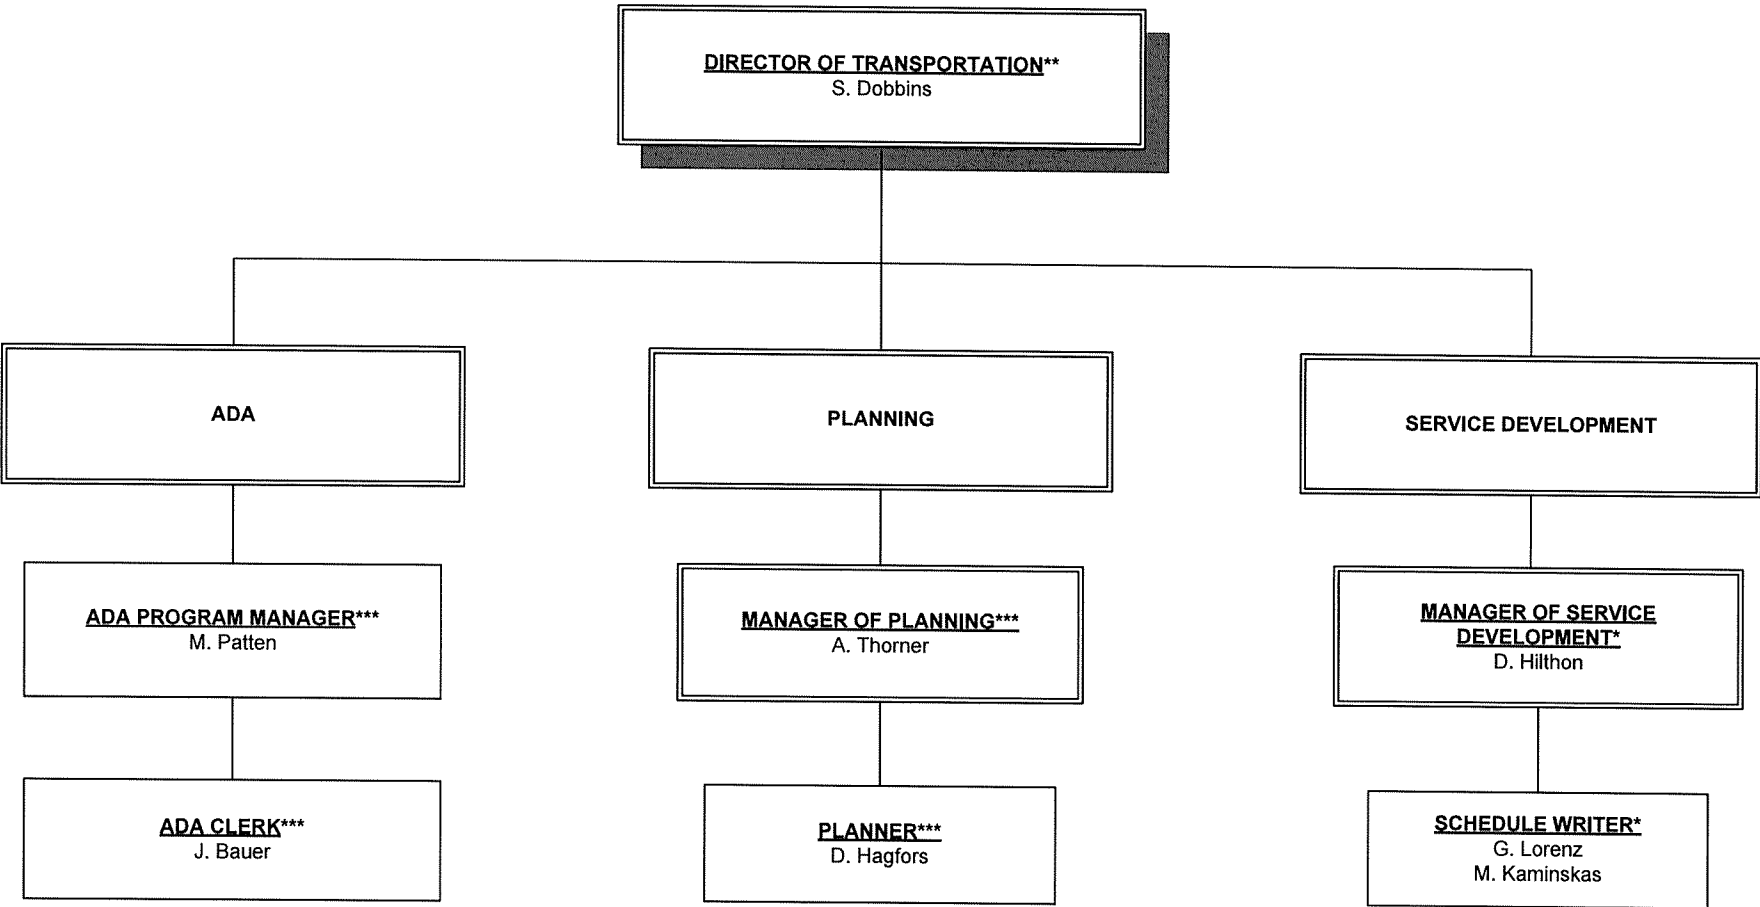 DIRECTOR OF TRANSPORTATION**
S. Dobbins
ADA
PLANNING
SERVICE DEVELOPMENT
ADA PROGRAM MANAGER***
M. Patten
MANAGER OF PLANNING***
A. Thorner
MANAGER OF SERVICE
DEVELOPMENT*
D. Hilthon
ADA CLERK***
J. Bauer
PLANNER***
D. Hagfors
SCHEDULE WRITER*
G. Lorenz
M. Kaminskas